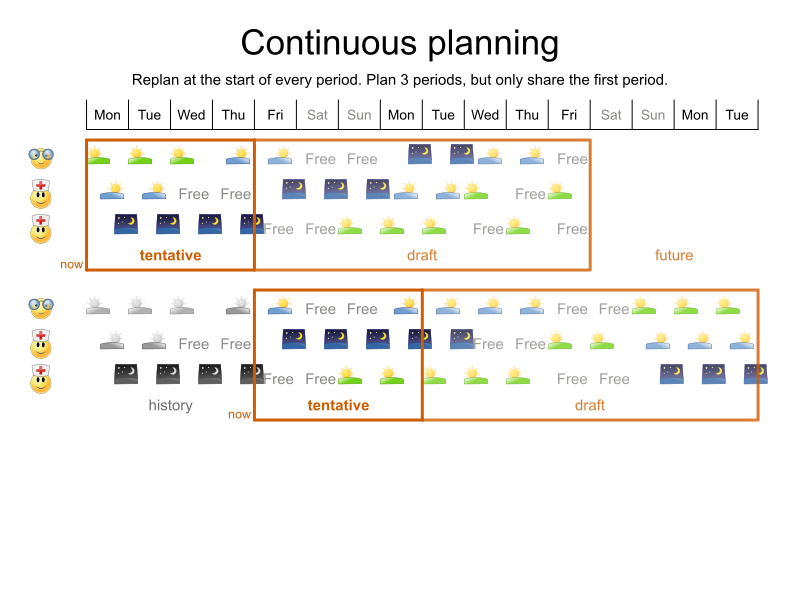 Continuous planning
Replan at the start of every period. Plan 3 periods, but only share the first period.
Mon Tue Wed Thu Fri Sat Sun Mon Tue Wed Thu Fri Sat Sun Mon Tue
Free Free Free
Free Free Free
Free Free Free Free
now tentative draft future
Free Free Free Free
Free Free Free Free
Free Free Free Free
history now tentative draft